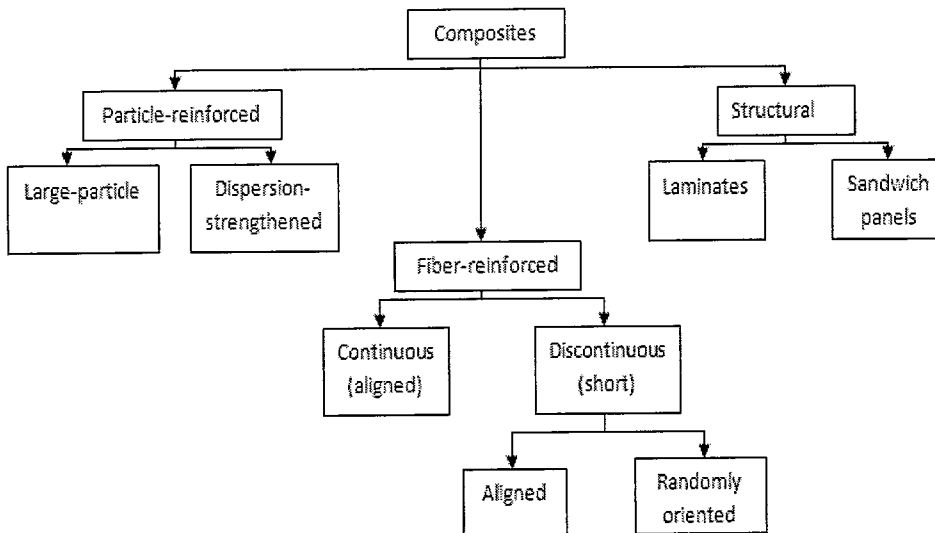 Composites
Particle-reinforced
Structural
Large-particle
Dispersion-
strengthened
Laminates
Sandwich
panels
Fiber-reinforced
Continuous
(aligned)
Discontinuous
(short)
Aligned
Randomly
oriented